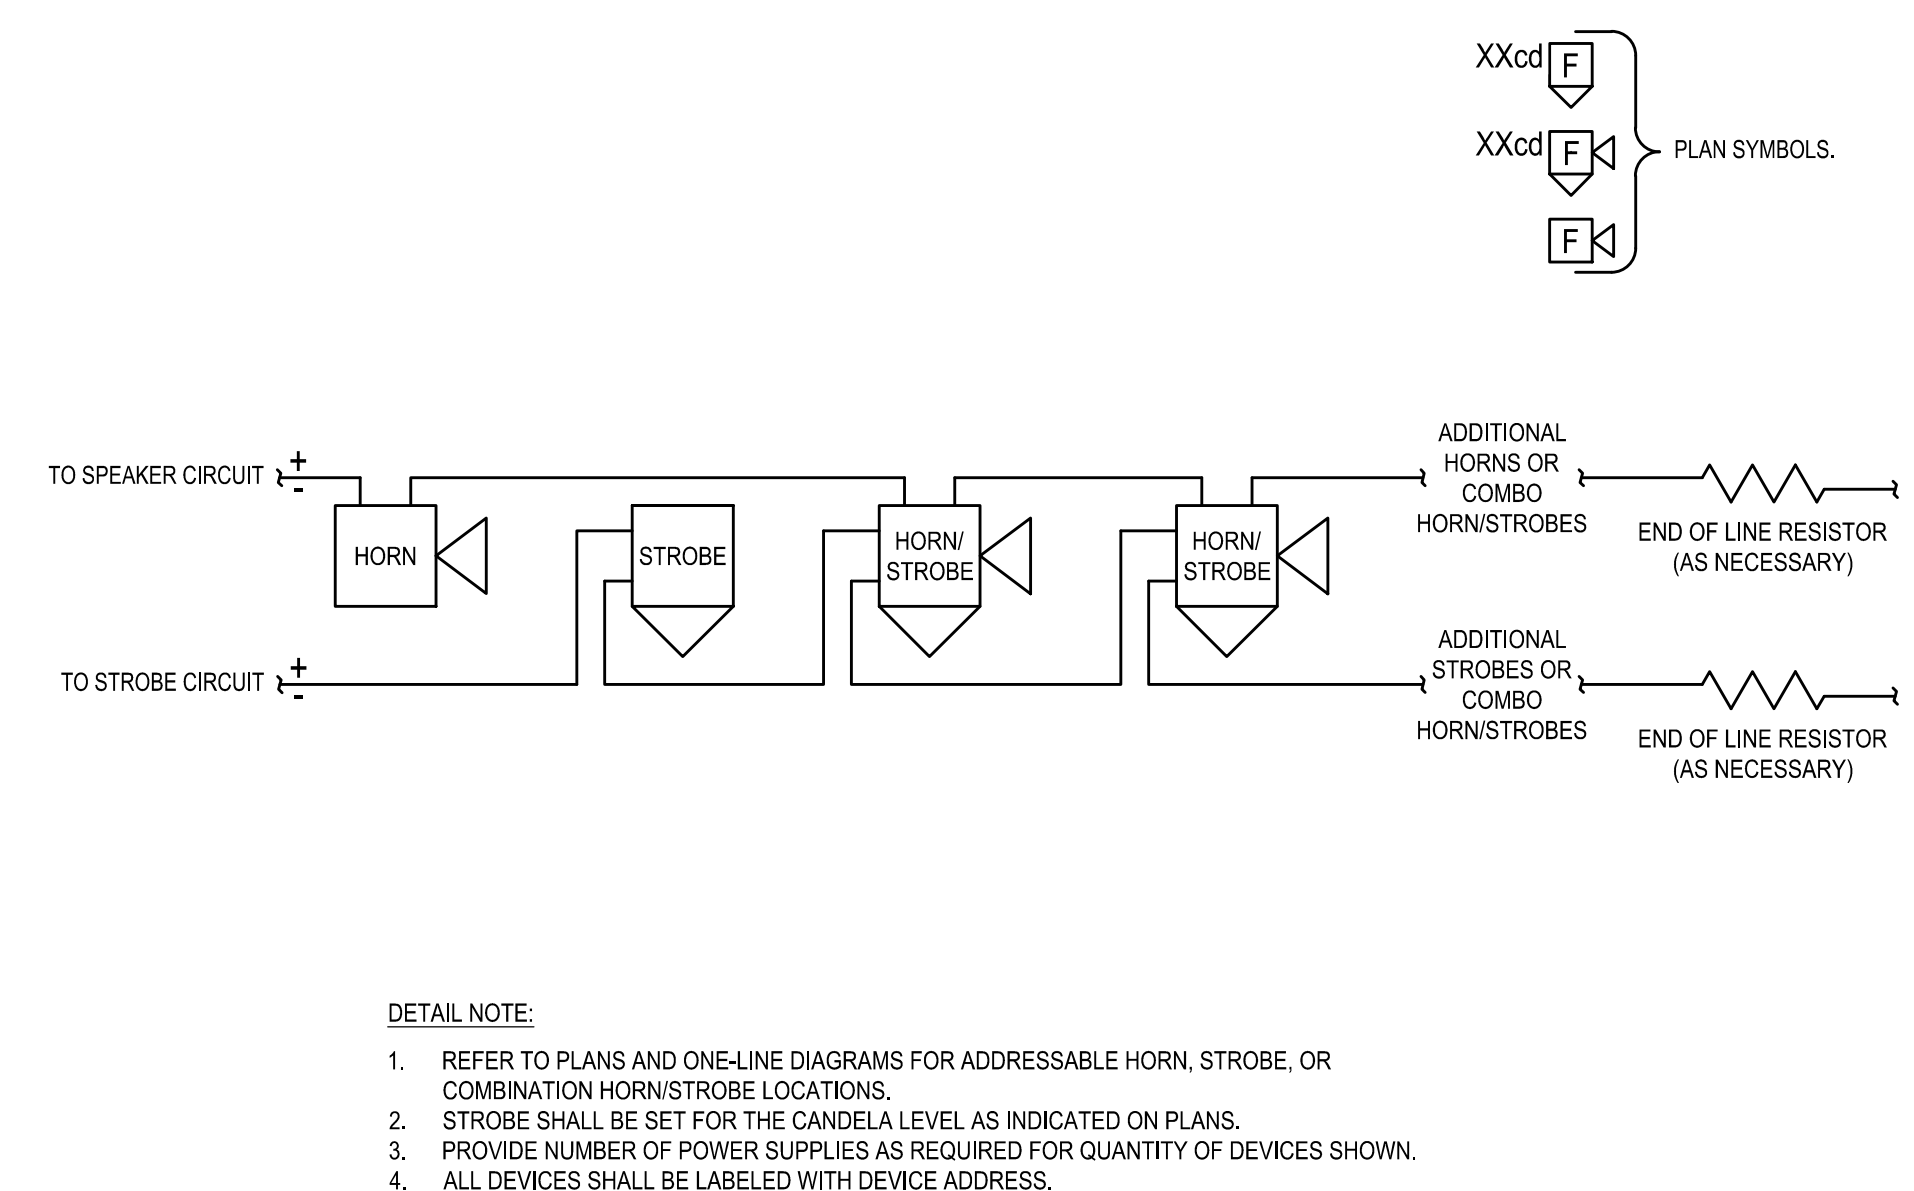 XXcd F
XXcd F
PLAN SYMBOLS.
F
ADDITIONAL
HORNS OR
COMBO
HORN/STROBES
TO SPEAKER CIRCUIT
+
-
END OF LINE RESISTOR
(AS NECESSARY)
HORN
STROBE
HORN/
STROBE
HORN/
STROBE
TO STROBE CIRCUIT
+
-
ADDITIONAL
STROBES OR
COMBO
HORN/STROBES
END OF LINE RESISTOR
(AS NECESSARY)
DETAIL NOTE:
1. REFER TO PLANS AND ONE-LINE DIAGRAMS FOR ADDRESSABLE HORN, STROBE, OR
COMBINATION HORN/STROBE LOCATIONS.
2. STROBE SHALL BE SET FOR THE CANDELA LEVEL AS INDICATED ON PLANS.
3. PROVIDE NUMBER OF POWER SUPPLIES AS REQUIRED FOR QUANTITY OF DEVICES SHOWN.
4. ALL DEVICES SHALL BE LABELED WITH DEVICE ADDRESS.